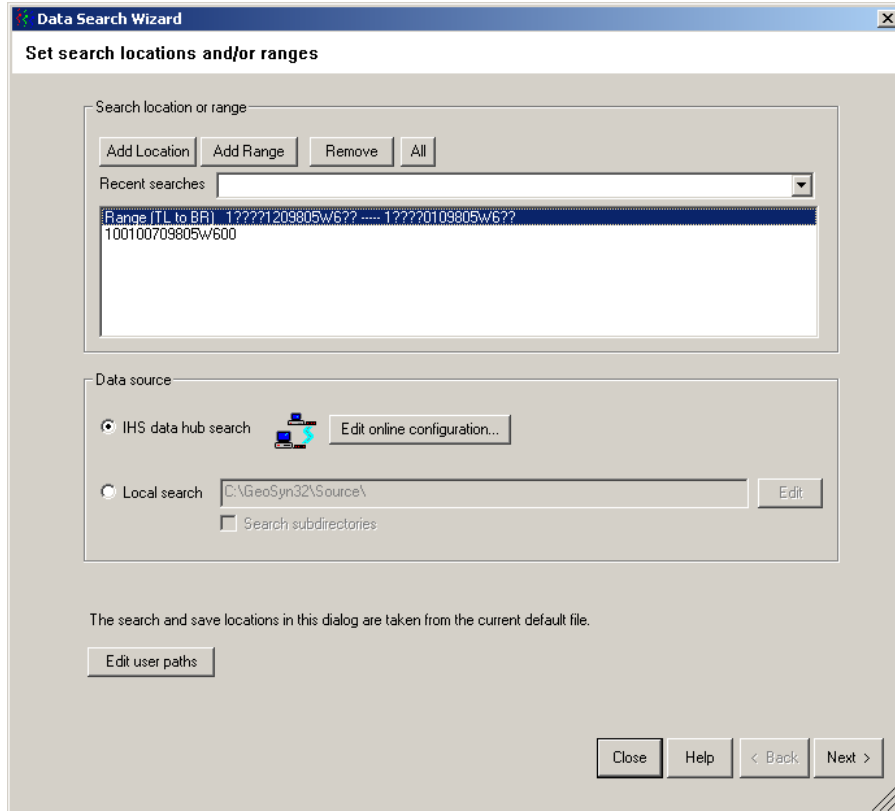 Data Search Wizard
Set search locations and/or ranges
Search location or range
Add Location Add Range Remove All
Recent searches
Range (TL to BR) 1????1209805W6?? ----- 1????0109805W6??
100100709805W600
Data source
IHS data hub search Edit online configuration...
Local search C:\GeoSyn32\Source\ Edit
Search subdirectories
The search and save locations in this dialog are taken from the current default file.
Edit user paths
Close Help < Back Next >